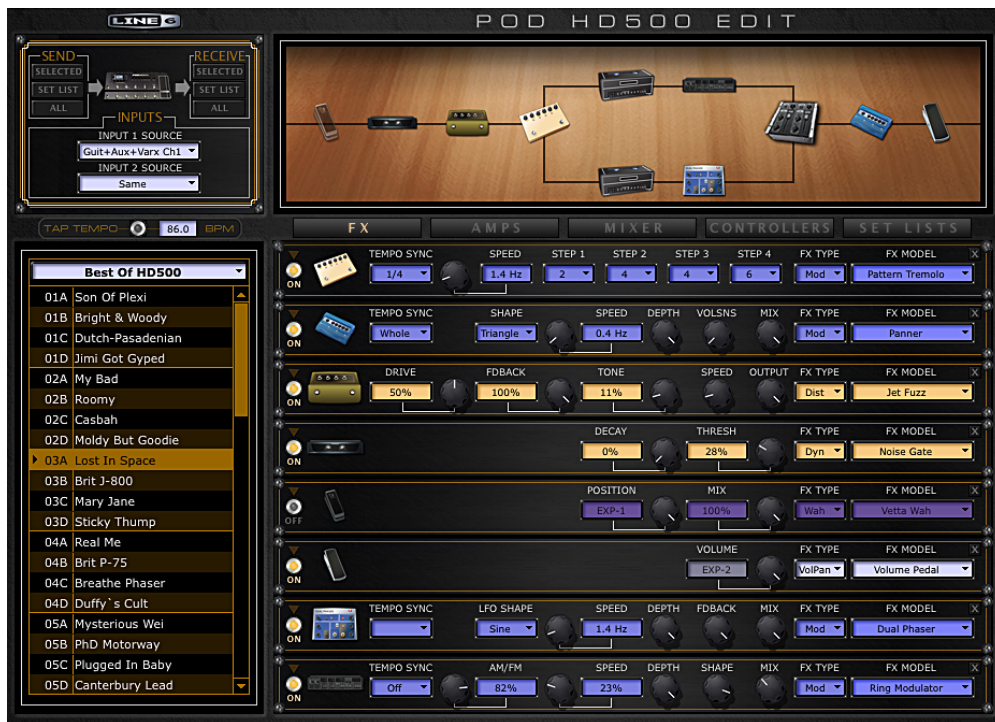 LINE 6
POD HD500 EDIT
SEND
RECEIVE
SELECTED
SELECTED
SET LIST
SET LIST
ALL
ALL
INPUTS
INPUT 1 SOURCE
Guit+Aux+Varx Ch1
INPUT 2 SOURCE
Same
TAP TEMPO 86.0 BPM
FX AMPS MIXER CONTROLLERS SET LISTS
Best Of HD500
01A Son Of Plexi
01B Bright & Woody
01C Dutch-Pasadenian
01D Jimi Got Gyped
02A My Bad
02B Roomy
02C Casbah
02D Moldy But Goodie
03A Lost In Space
03B Brit J-800
03C Mary Jane
03D Sticky Thump
04A Real Me
04B Brit P-75
04C Breathe Phaser
04D Duffy`s Cult
05A Mysterious Wei
05B PhD Motorway
05C Plugged In Baby
05D Canterbury Lead
TEMPO SYNC SPEED STEP 1 STEP 2 STEP 3 STEP 4 FX TYPE FX MODEL X
ON 1/4 1.4 Hz 2 4 4 6 Mod Pattern Tremolo
TEMPO SYNC SHAPE SPEED DEPTH VOLSNS MIX FX TYPE FX MODEL X
ON Whole Triangle 0.4 Hz Mod Panner
DRIVE FDBACK TONE SPEED OUTPUT FX TYPE FX MODEL X
ON 50% 100% 11% Dist Jet Fuzz
DECAY THRESH FX TYPE FX MODEL X
ON 0% 28% Dyn Noise Gate
POSITION MIX FX TYPE FX MODEL X
OFF EXP-1 100% Wah Vetta Wah
VOLUME FX TYPE FX MODEL X
ON EXP-2 VolPan Volume Pedal
TEMPO SYNC LFO SHAPE SPEED DEPTH FDBACK MIX FX TYPE FX MODEL X
ON Sine 1.4 Hz Mod Dual Phaser
TEMPO SYNC AM/FM SPEED DEPTH SHAPE MIX FX TYPE FX MODEL X
ON Off 82% 23% Mod Ring Modulator